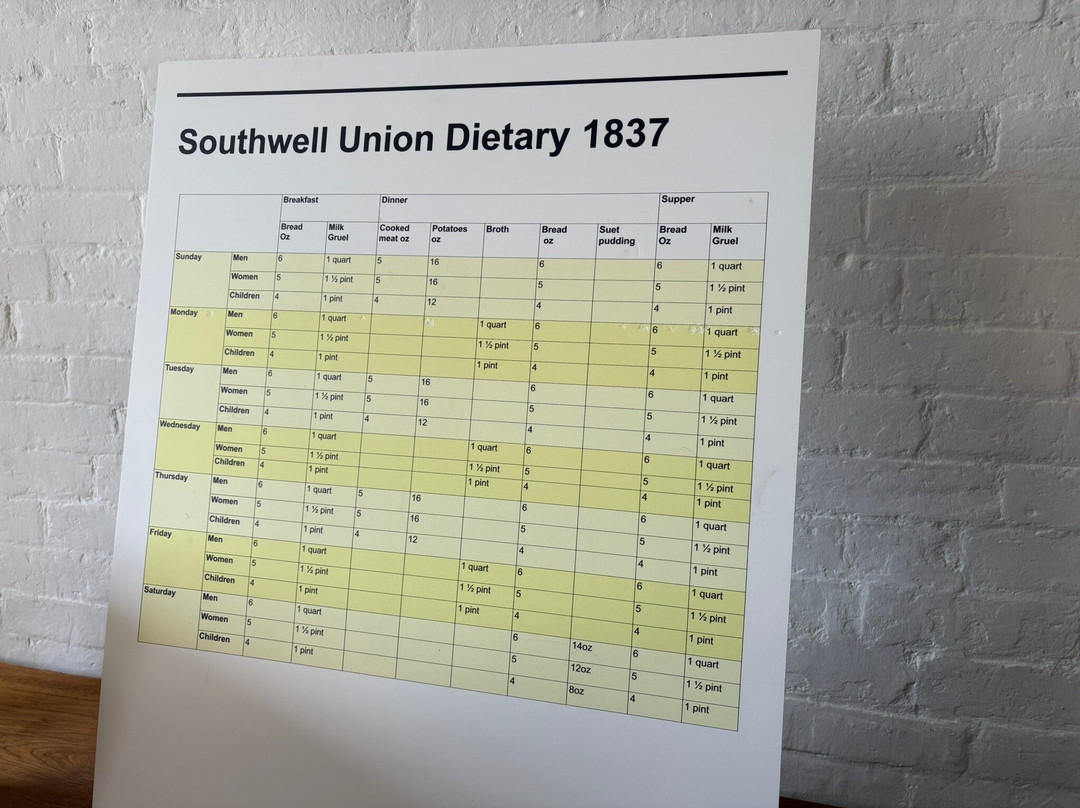 Southwell Union Dietary 1837
Breakfast Dinner Supper
Bread Oz Milk Gruel Cooked meat oz Potatoes oz Broth Bread oz Suet pudding Bread Oz Milk Gruel
Sunday Men 6 1 quart 5 16 6 6 1 quart
Women 5 1 ½ pint 5 16 5 5 1 ½ pint
Children 4 1 pint 4 12 4 4 1 pint
Monday Men 6 1 quart 1 quart 6 6 1 quart
Women 5 1 ½ pint 1 ½ pint 5 5 1 ½ pint
Children 4 1 pint 1 pint 4 4 1 pint
Tuesday Men 6 1 quart 5 16 6 6 1 quart
Women 5 1 ½ pint 5 16 5 5 1 ½ pint
Children 4 1 pint 4 12 4 4 1 pint
Wednesday Men 6 1 quart 1 quart 6 6 1 quart
Women 5 1 ½ pint 1 ½ pint 5 5 1 ½ pint
Children 4 1 pint 1 pint 4 4 1 pint
Thursday Men 6 1 quart 5 16 6 6 1 quart
Women 5 1 ½ pint 5 16 5 5 1 ½ pint
Children 4 1 pint 4 12 4 4 1 pint
Friday Men 6 1 quart 1 quart 6 6 1 quart
Women 5 1 ½ pint 1 ½ pint 5 5 1 ½ pint
Children 4 1 pint 1 pint 4 4 1 pint
Saturday Men 6 1 quart 6 14oz 6 1 quart
Women 5 1 ½ pint 5 12oz 5 1 ½ pint
Children 4 1 pint 4 8oz 4 1 pint